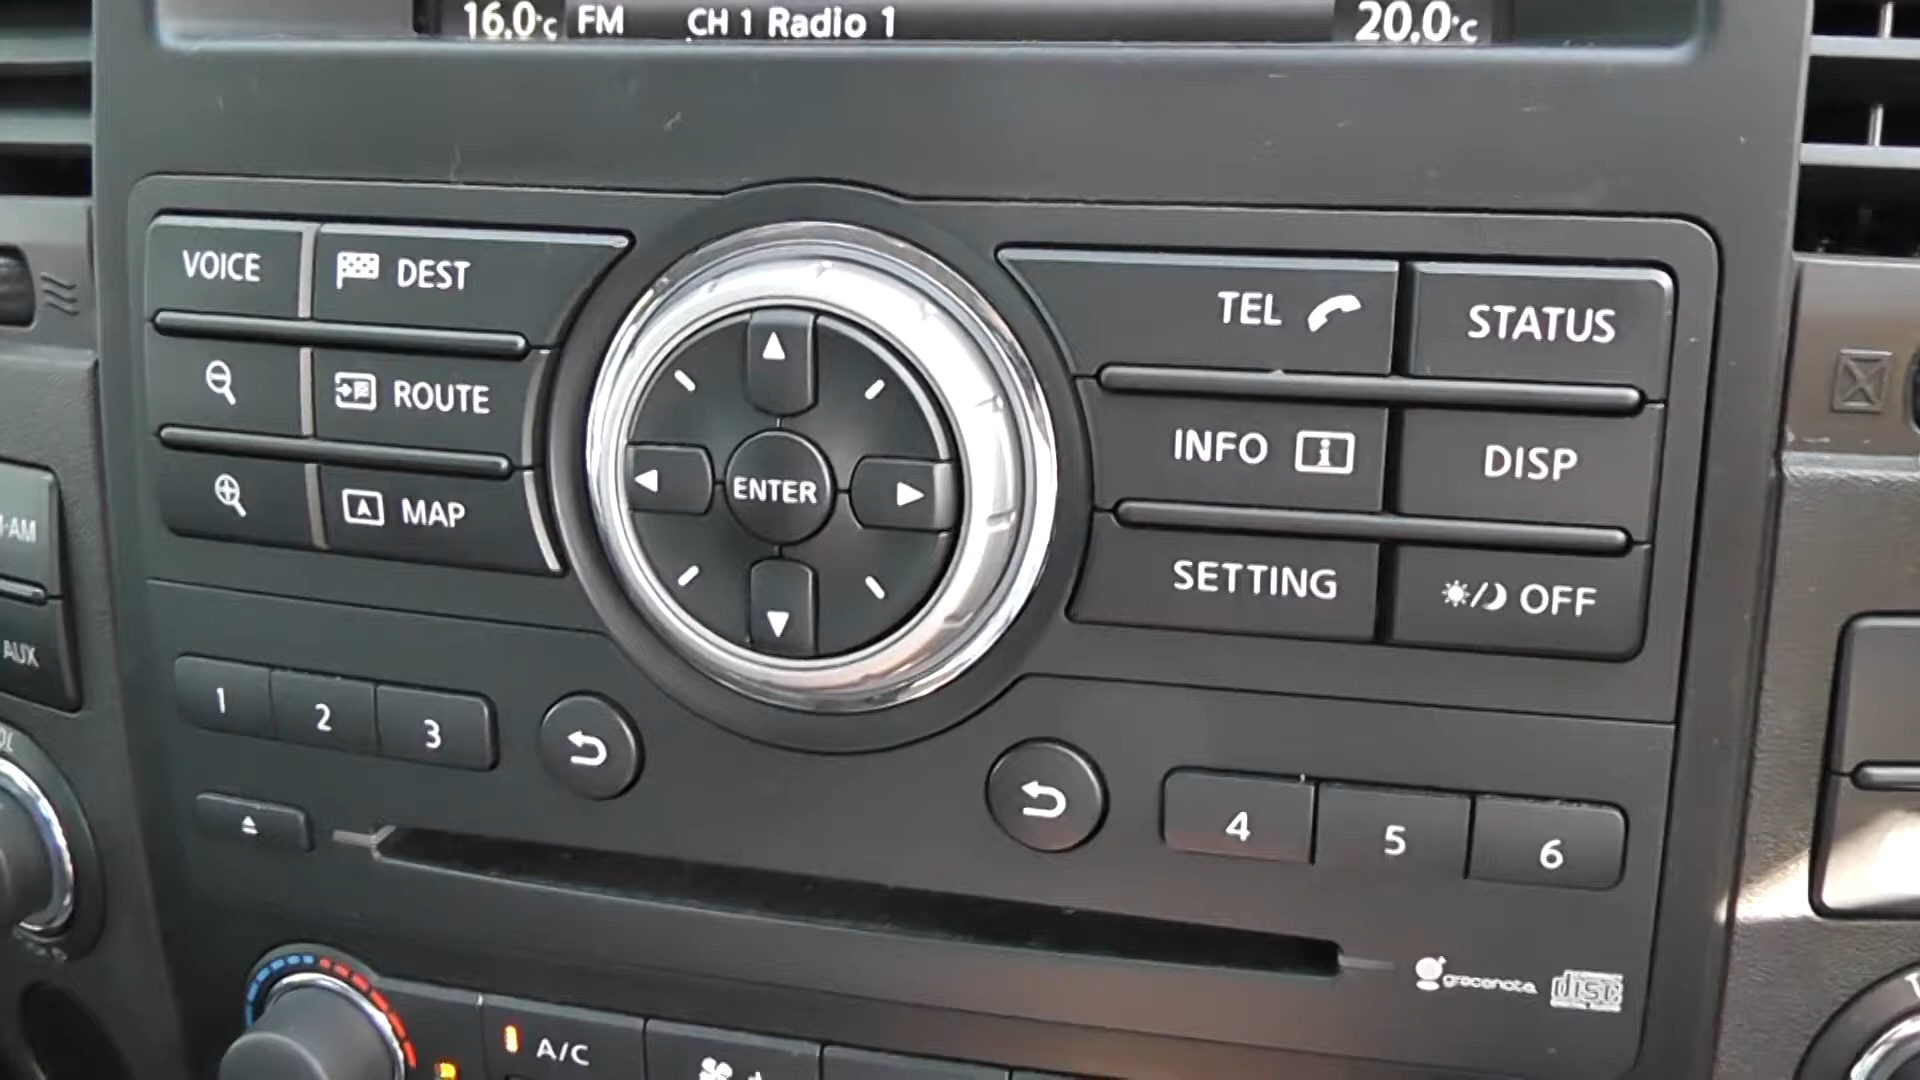 16.0°c FM CH 1 Radio 1 20.0°c
VOICE DEST
ROUTE
MAP
ENTER
TEL STATUS
INFO DISP
SETTING OFF
AM
AUX
1 2 3
4 5 6
gracenote disc
A/C